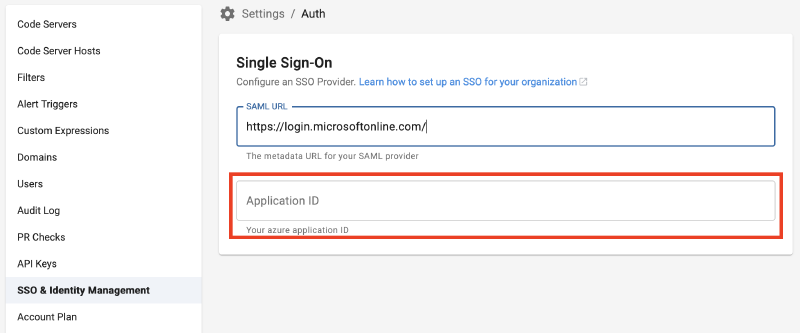 Code Servers
Code Server Hosts
Filters
Alert Triggers
Custom Expressions
Domains
Users
Audit Log
PR Checks
API Keys
SSO & Identity Management
Account Plan
Settings / Auth
Single Sign-On
Configure an SSO Provider. Learn how to set up an SSO for your organization
SAML URL
https://login.microsoftonline.com/
The metadata URL for your SAML provider
Application ID
Your azure application ID